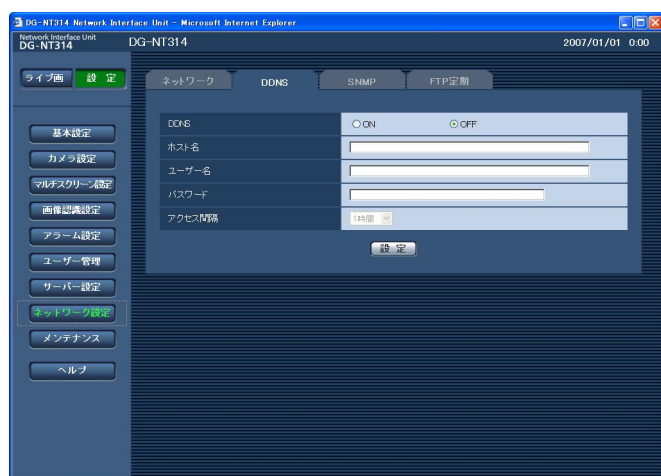 DG-NT314 Network Interface Unit - Microsoft Internet Explorer
Network Interface Unit
DG-NT314
DG-NT314
2007/01/01 0:00
ライブ画 設 定
ネットワーク DDNS SNMP FTP定期
DDNS ON OFF
ホスト名
ユーザー名
パスワード
アクセス間隔 1時間
設 定
基本設定
カメラ設定
マルチスクリーン設定
画像認識設定
アラーム設定
ユーザー管理
サーバー設定
ネットワーク設定
メンテナンス
ヘルプ